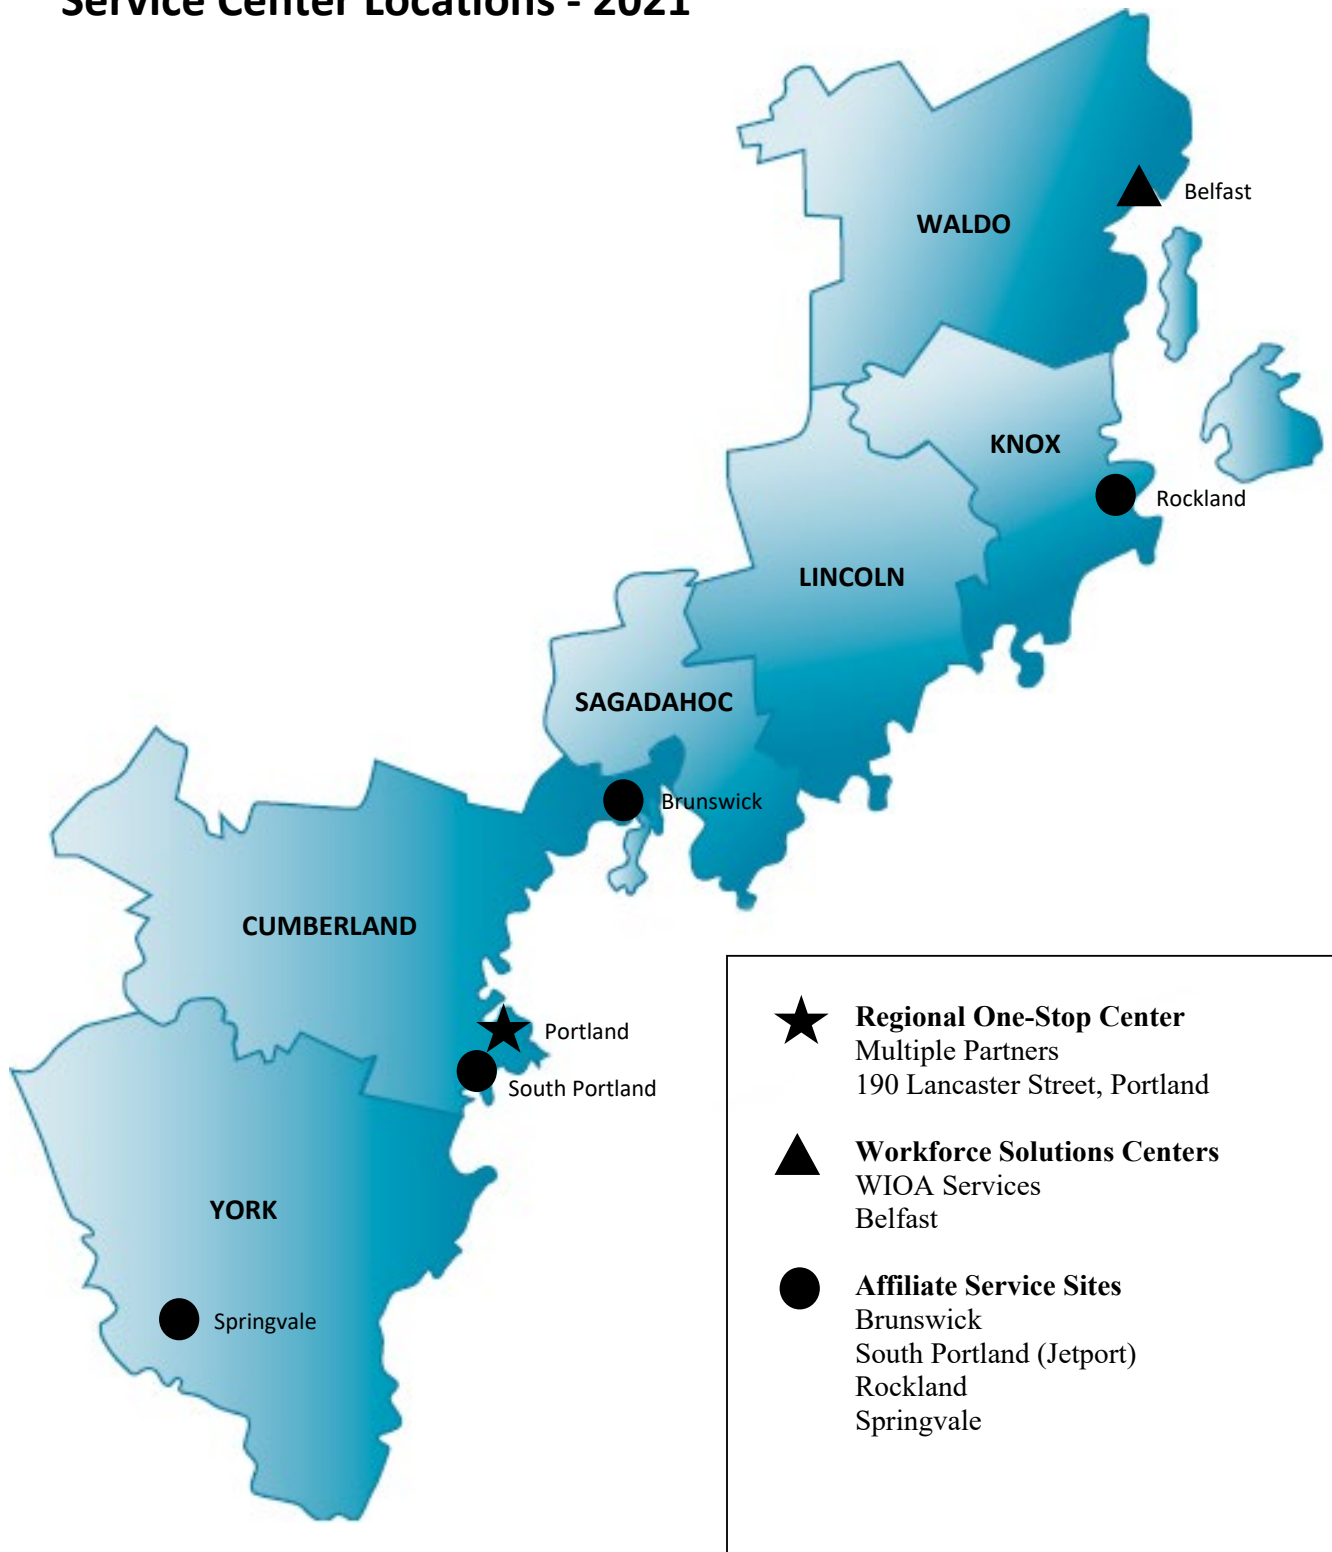 Service Center Locations - 2021
Belfast
WALDO
KNOX
Rockland
LINCOLN
SAGADAHOC
Brunswick
CUMBERLAND
Portland
South Portland
YORK
Springvale
Regional One-Stop Center
Multiple Partners
190 Lancaster Street, Portland
Workforce Solutions Centers
WIOA Services
Belfast
Affiliate Service Sites
Brunswick
South Portland (Jetport)
Rockland
Springvale